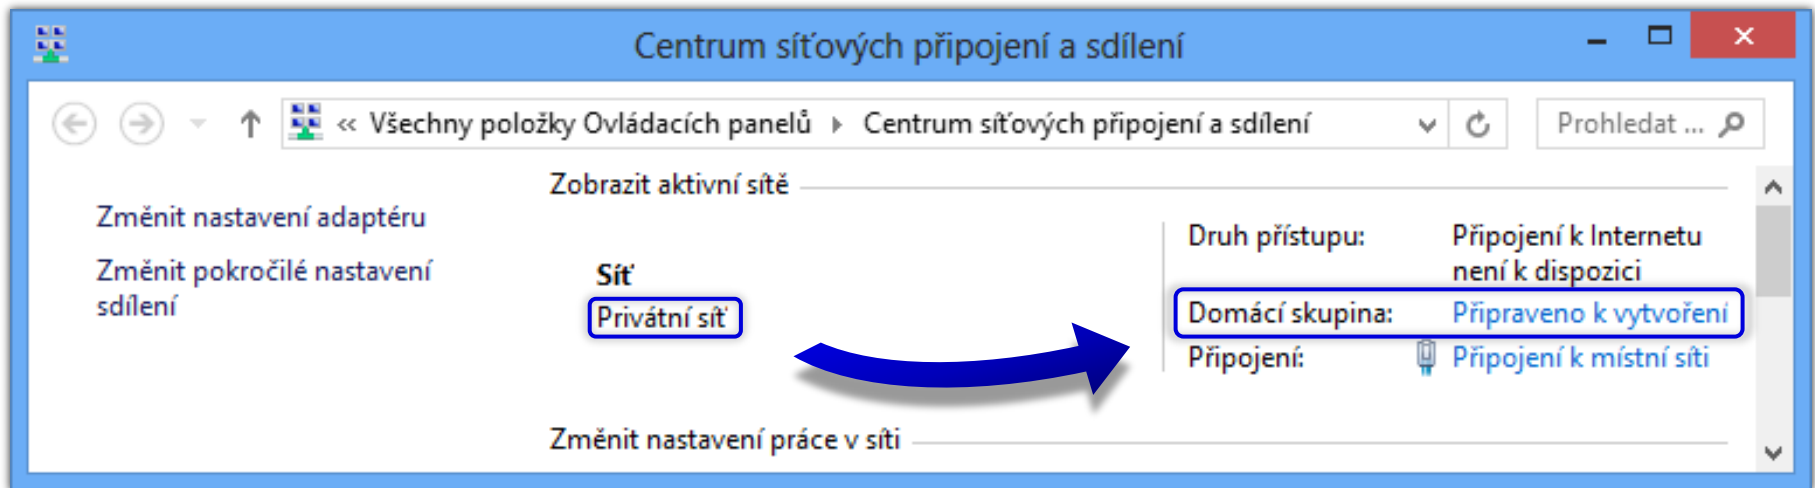 Centrum síťových připojení a sdílení
« Všechny položky Ovládacích panelů ▸ Centrum síťových připojení a sdílení
Prohledat ...
Změnit nastavení adaptéru
Změnit pokročilé nastavení
sdílení
Zobrazit aktivní sítě
Síť
Privátní síť
Druh přístupu: Připojení k Internetu
není k dispozici
Domácí skupina: Připraveno k vytvoření
Připojení: Připojení k místní síti
Změnit nastavení práce v síti